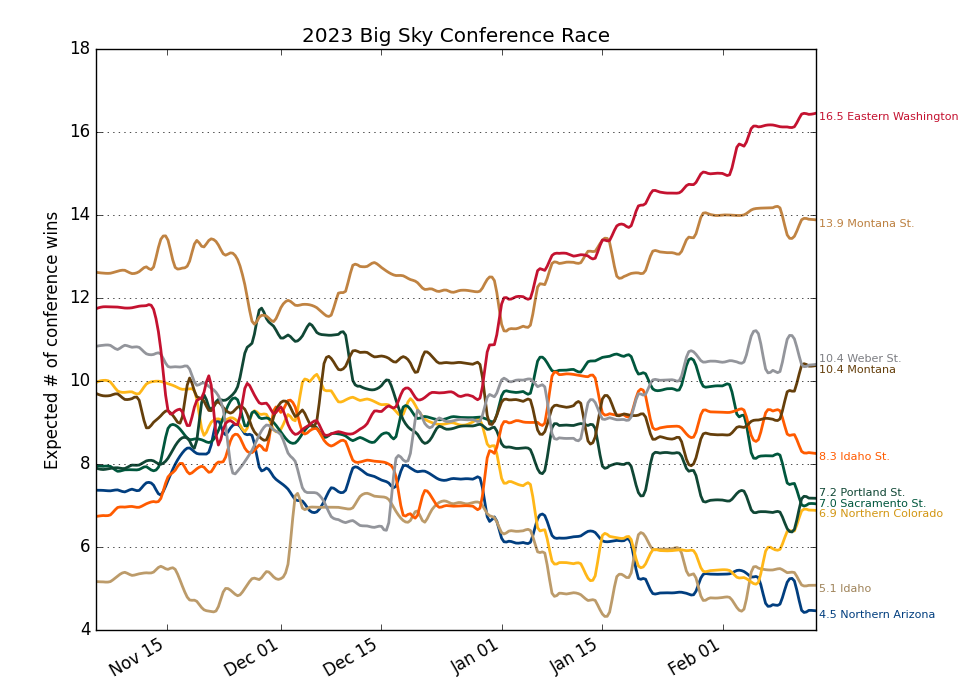 2023 Big Sky Conference Race
Expected # of conference wins
18
16
14
12
10
8
6
4
Nov 15
Dec 01
Dec 15
Jan 01
Jan 15
Feb 01
16.5 Eastern Washington
13.9 Montana St.
10.4 Weber St.
10.4 Montana
8.3 Idaho St.
7.2 Portland St.
7.0 Sacramento St.
6.9 Northern Colorado
5.1 Idaho
4.5 Northern Arizona